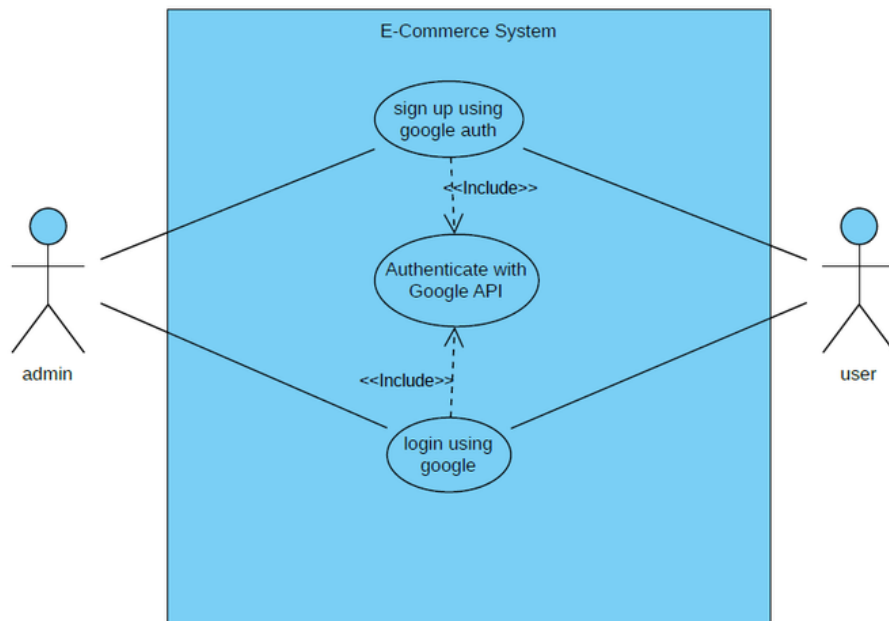 E-Commerce System
sign up using
google auth
<<Include>>
Authenticate with
Google API
admin
user
<<Include>>
login using
google